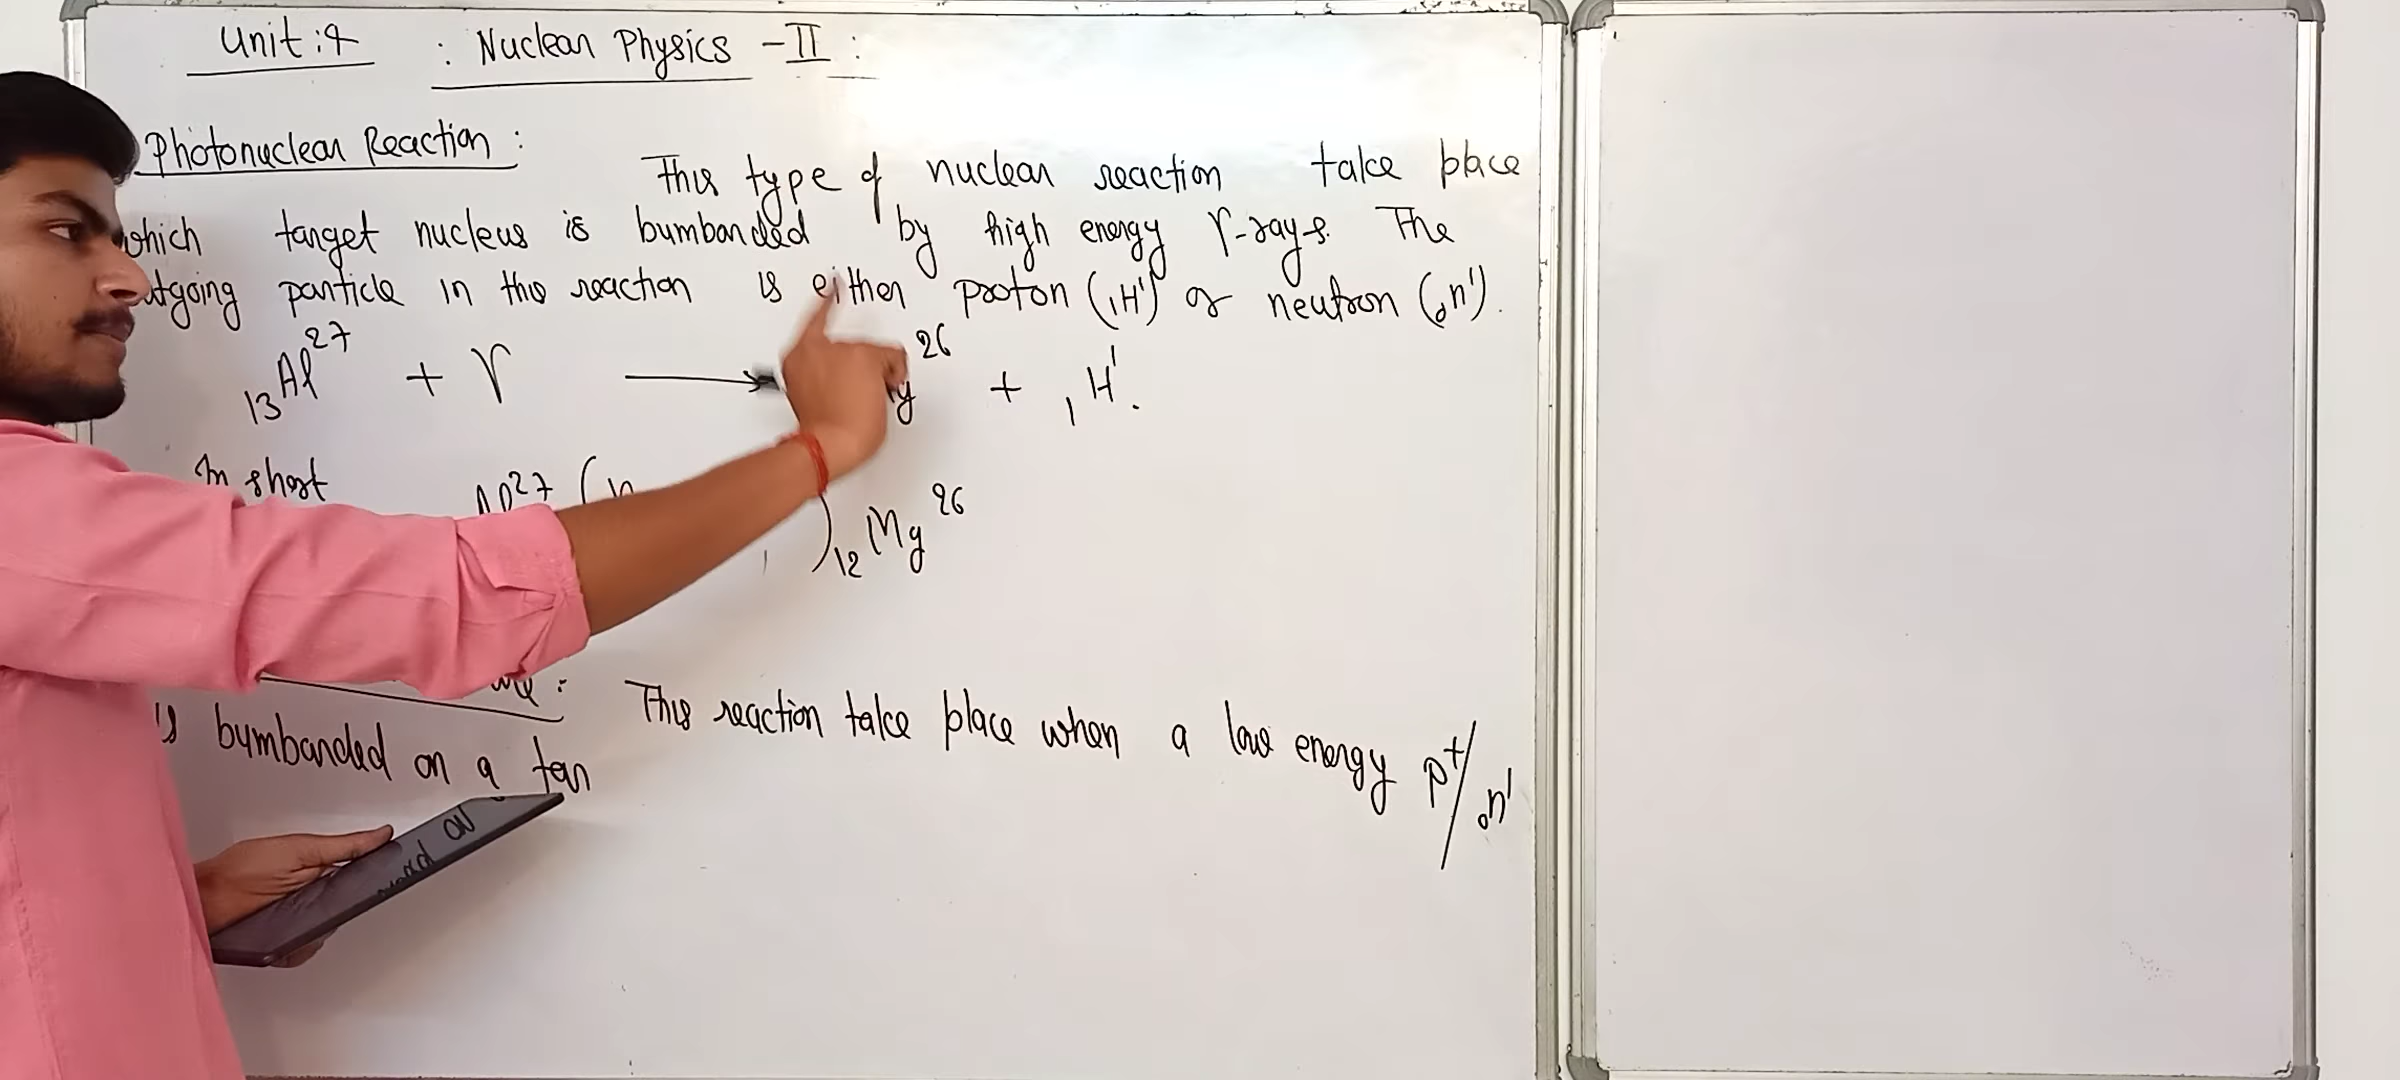 Unit:4 : Nuclear Physics - II :
Photonuclear Reaction :
This type of nuclear reaction take place
which target nucleus is bumbanded by high energy γ-rays. The
outgoing particle in this reaction is either proton (₁H¹) or neutron (₀n¹).
₁₃Al²⁷ + γ → 26 + ₁H¹.
In short Al²⁷ ( ) ₁₂Mg²⁶
This reaction take place when a low energy p⁺/₀n¹
is bumbanded on a tar